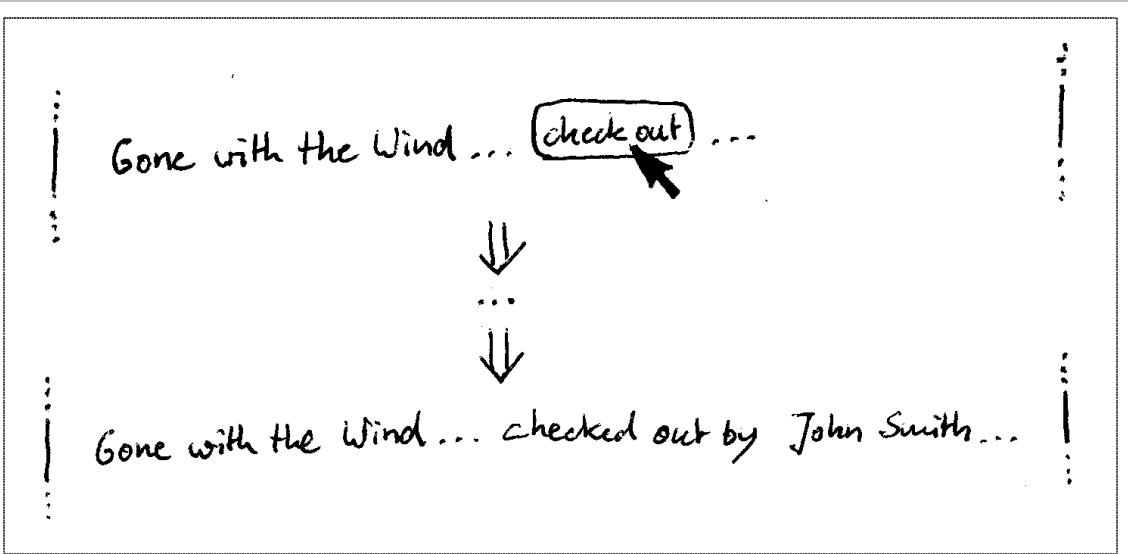 Gone with the Wind ... check out ...
...
Gone with the Wind ... checked out by John Smith ...